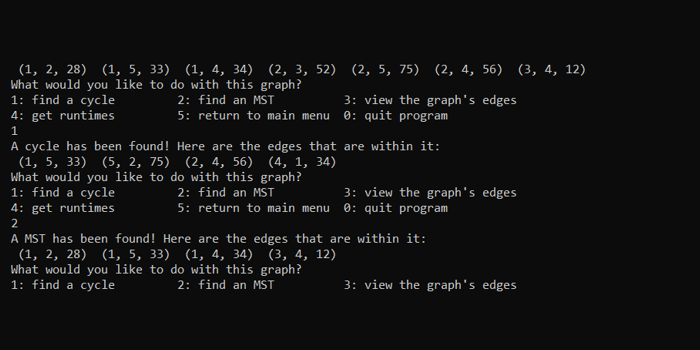 (1, 2, 28)  (1, 5, 33)  (1, 4, 34)  (2, 3, 52)  (2, 5, 75)  (2, 4, 56)  (3, 4, 12)
What would you like to do with this graph?
1: find a cycle         2: find an MST          3: view the graph's edges
4: get runtimes         5: return to main menu  0: quit program
1
A cycle has been found! Here are the edges that are within it:
(1, 5, 33)  (5, 2, 75)  (2, 4, 56)  (4, 1, 34)
What would you like to do with this graph?
1: find a cycle         2: find an MST          3: view the graph's edges
4: get runtimes         5: return to main menu  0: quit program
2
A MST has been found! Here are the edges that are within it:
(1, 2, 28)  (1, 5, 33)  (1, 4, 34)  (3, 4, 12)
What would you like to do with this graph?
1: find a cycle         2: find an MST          3: view the graph's edges